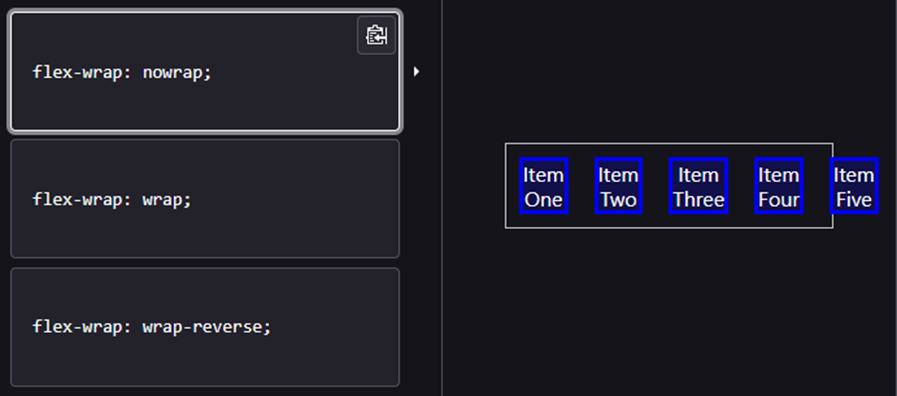 flex-wrap: nowrap;
flex-wrap: wrap;
flex-wrap: wrap-reverse;
Item Item Item Item Item
One Two Three Four Five